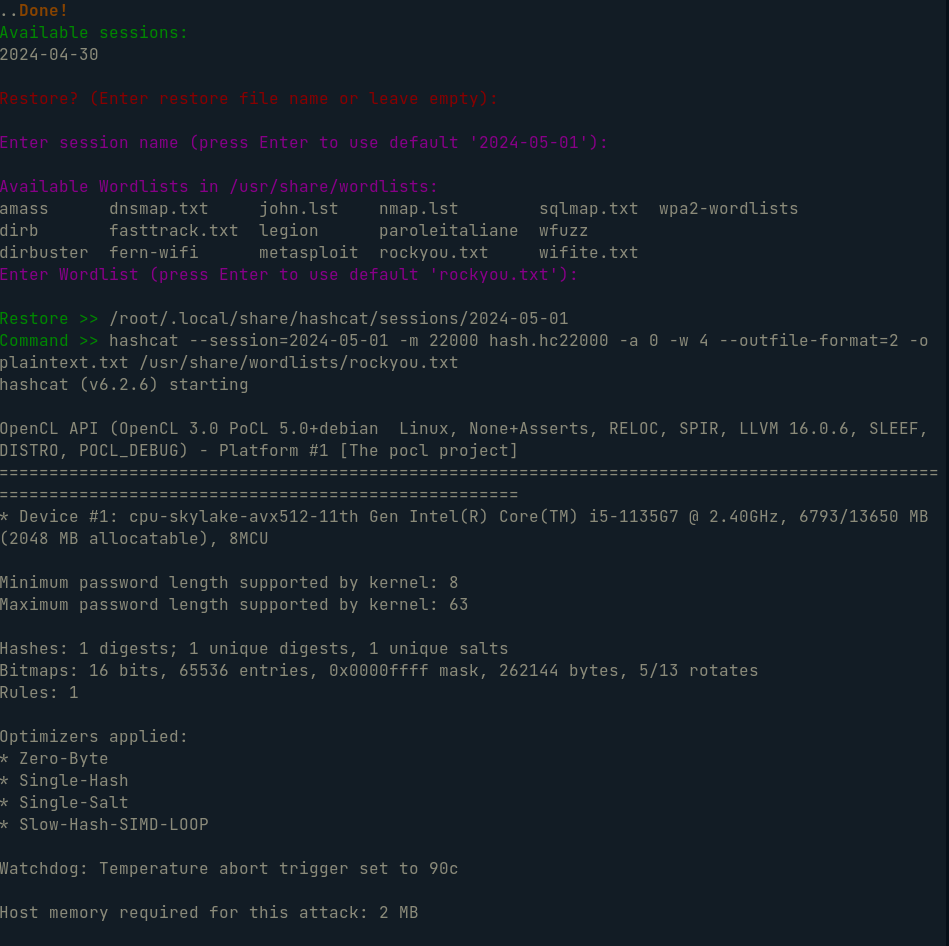 ..Done!
Available sessions:
2024-04-30
Restore? (Enter restore file name or leave empty):
Enter session name (press Enter to use default '2024-05-01'):
Available Wordlists in /usr/share/wordlists:
amass      dnsmap.txt     john.lst    nmap.lst        sqlmap.txt  wpa2-wordlists
dirb       fasttrack.txt  legion      paroleitaliane  wfuzz
dirbuster  fern-wifi      metasploit  rockyou.txt     wifite.txt
Enter Wordlist (press Enter to use default 'rockyou.txt'):
Restore >> /root/.local/share/hashcat/sessions/2024-05-01
Command >> hashcat --session=2024-05-01 -m 22000 hash.hc22000 -a 0 -w 4 --outfile-format=2 -o
plaintext.txt /usr/share/wordlists/rockyou.txt
hashcat (v6.2.6) starting
OpenCL API (OpenCL 3.0 PoCL 5.0+debian  Linux, None+Asserts, RELOC, SPIR, LLVM 16.0.6, SLEEF,
DISTRO, POCL_DEBUG) - Platform #1 [The pocl project]
==============================================================================================
====================================================
* Device #1: cpu-skylake-avx512-11th Gen Intel(R) Core(TM) i5-1135G7 @ 2.40GHz, 6793/13650 MB
(2048 MB allocatable), 8MCU
Minimum password length supported by kernel: 8
Maximum password length supported by kernel: 63
Hashes: 1 digests; 1 unique digests, 1 unique salts
Bitmaps: 16 bits, 65536 entries, 0x0000ffff mask, 262144 bytes, 5/13 rotates
Rules: 1
Optimizers applied:
* Zero-Byte
* Single-Hash
* Single-Salt
* Slow-Hash-SIMD-LOOP
Watchdog: Temperature abort trigger set to 90c
Host memory required for this attack: 2 MB